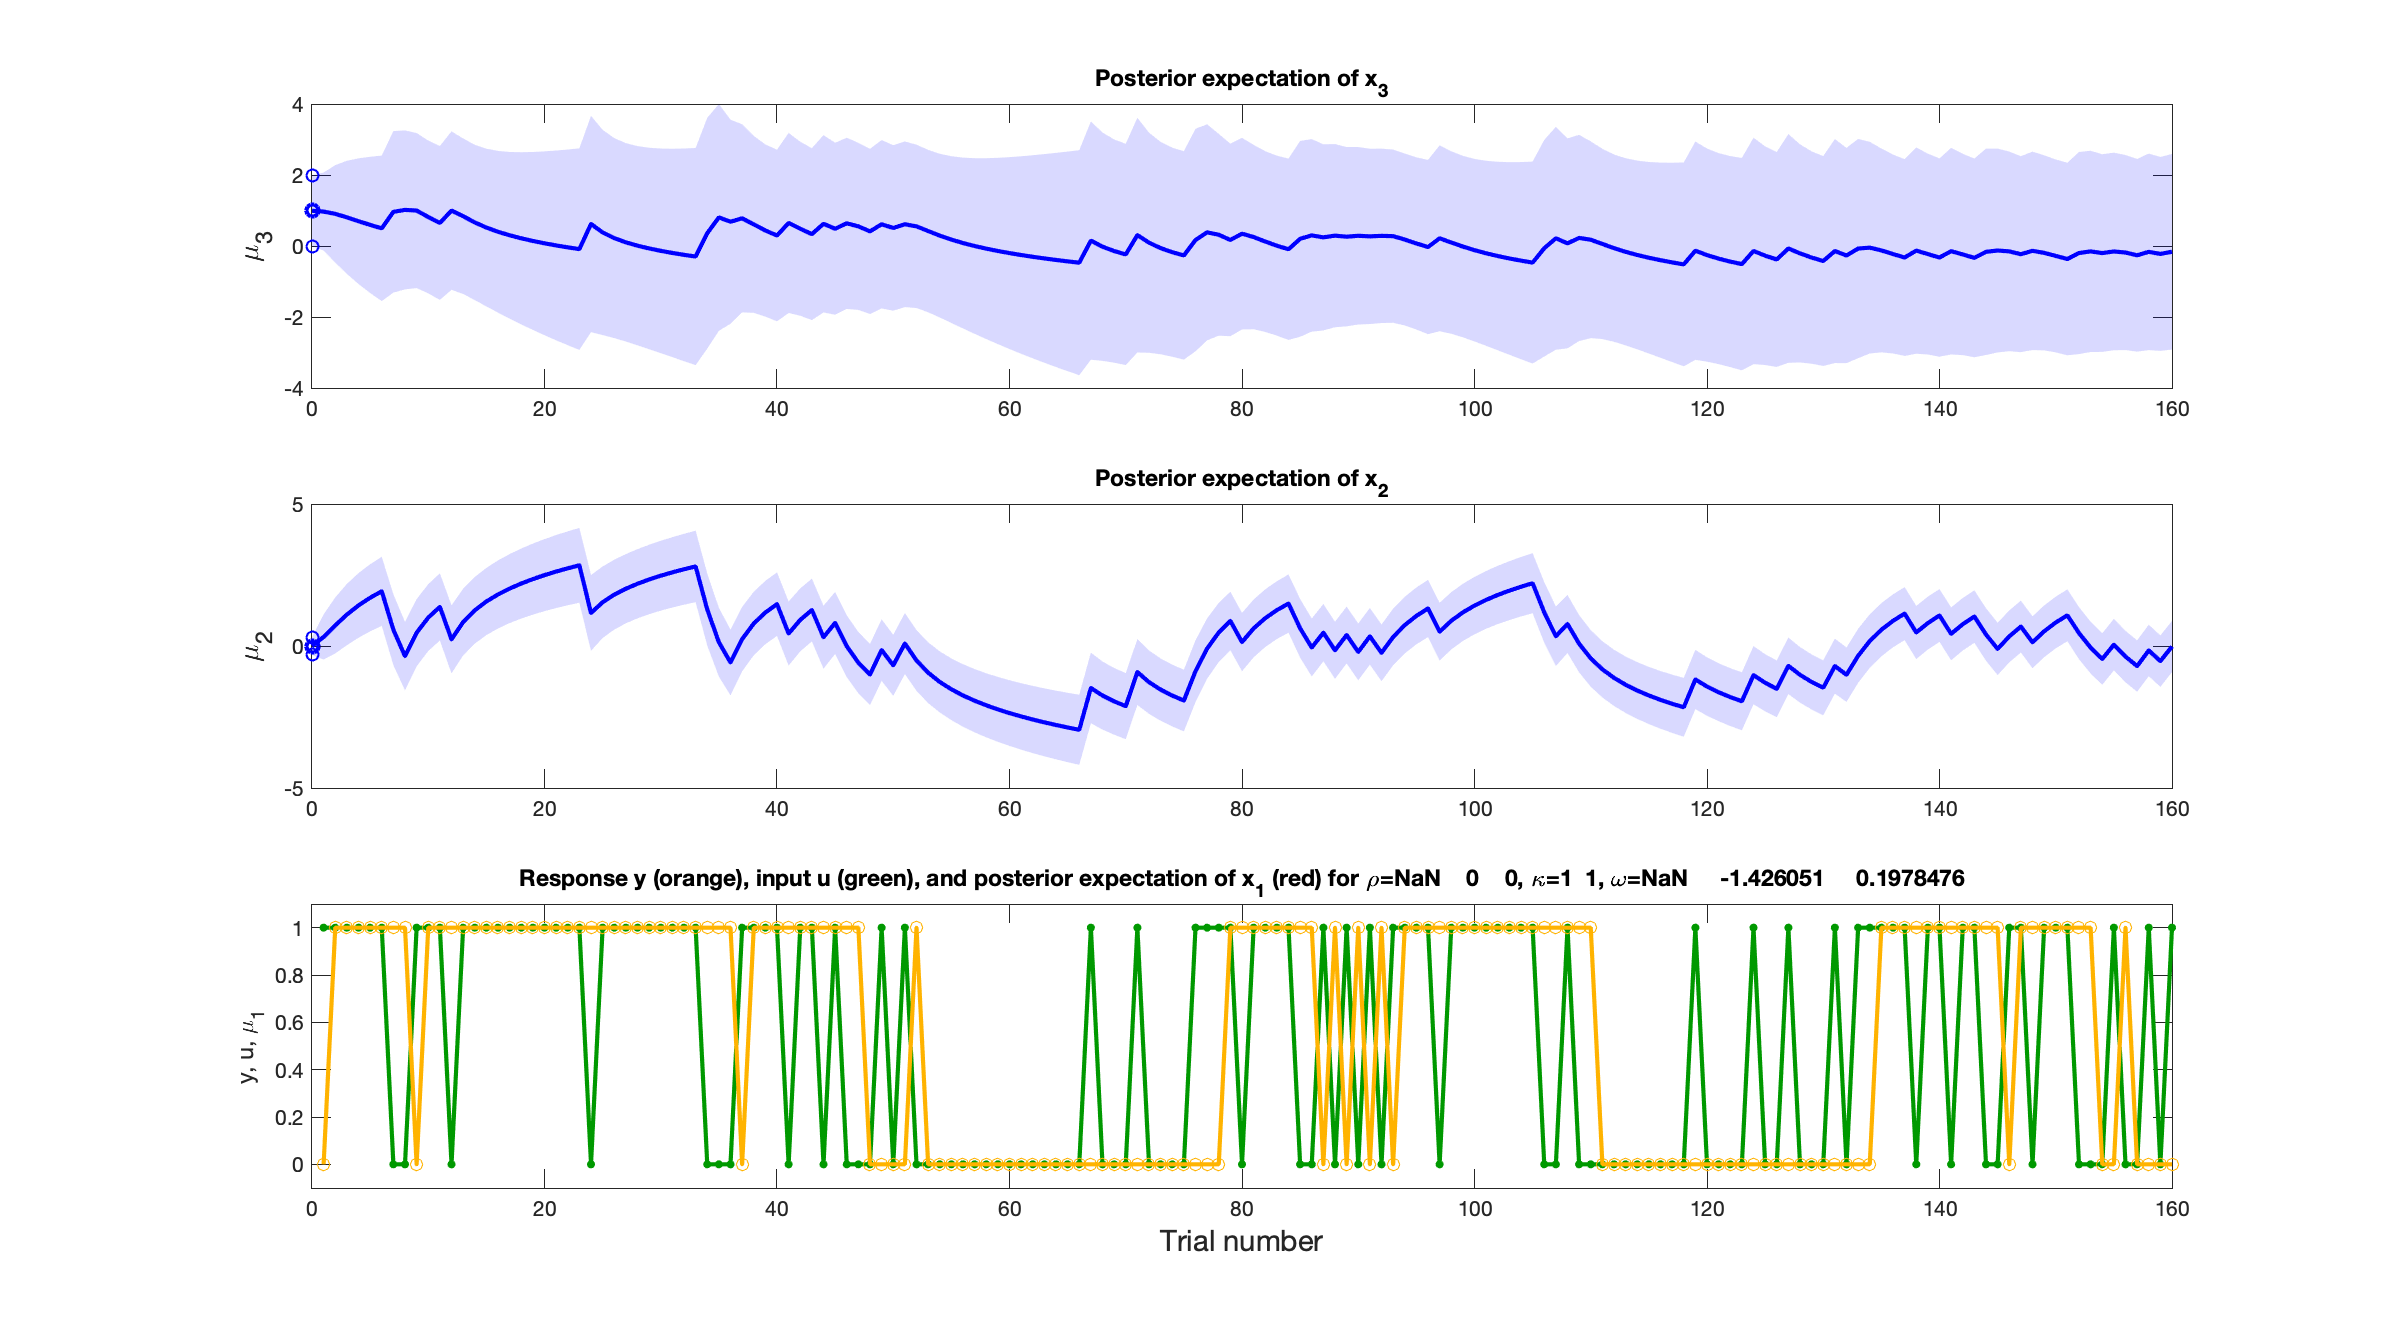 Posterior expectation of x3
4
2
0
-2
-4
μ3
0 20 40 60 80 100 120 140 160
Posterior expectation of x2
5
0
-5
μ2
0 20 40 60 80 100 120 140 160
Response y (orange), input u (green), and posterior expectation of x1 (red) for ρ=NaN 0 0, κ=1 1, ω=NaN -1.426051 0.1978476
1
0.8
0.6
0.4
0.2
0
y, u, μ1
0 20 40 60 80 100 120 140 160
Trial number